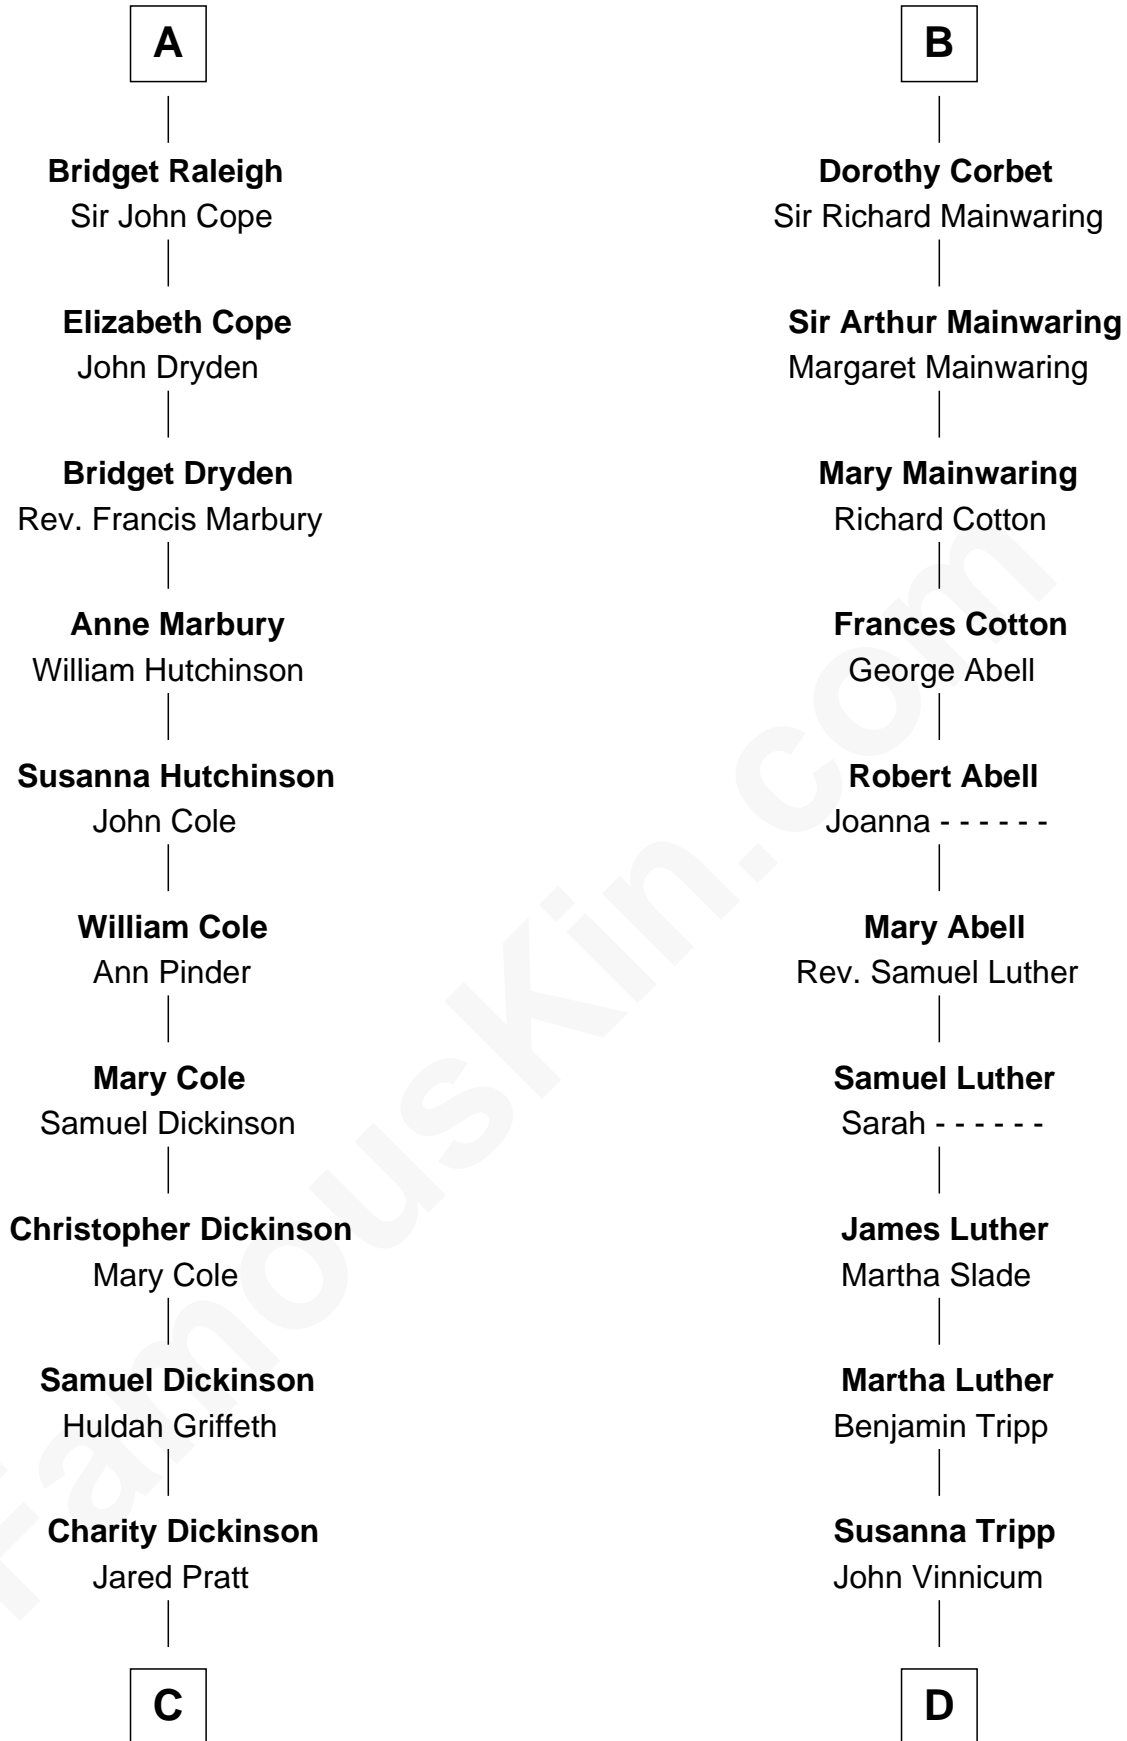 A
Bridget Raleigh
Sir John Cope
Elizabeth Cope
John Dryden
Bridget Dryden
Rev. Francis Marbury
Anne Marbury
William Hutchinson
Susanna Hutchinson
John Cole
William Cole
Ann Pinder
Mary Cole
Samuel Dickinson
Christopher Dickinson
Mary Cole
Samuel Dickinson
Huldah Griffeth
Charity Dickinson
Jared Pratt
C
B
Dorothy Corbet
Sir Richard Mainwaring
Sir Arthur Mainwaring
Margaret Mainwaring
Mary Mainwaring
Richard Cotton
Frances Cotton
George Abell
Robert Abell
Joanna - - - - - -
Mary Abell
Rev. Samuel Luther
Samuel Luther
Sarah - - - - - -
James Luther
Martha Slade
Martha Luther
Benjamin Tripp
Susanna Tripp
John Vinnicum
D
FamousKin.com